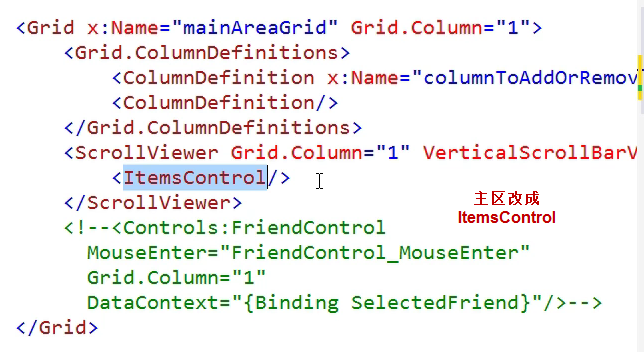 <Grid x:Name="mainAreaGrid" Grid.Column="1">
<Grid.ColumnDefinitions>
<ColumnDefinition x:Name="columnToAddOrRemov
<ColumnDefinition/>
</Grid.ColumnDefinitions>
<ScrollViewer Grid.Column="1" VerticalScrollBarV
<ItemsControl/>
</ScrollViewer>
主区改成
ItemsControl
<!--<Controls:FriendControl
MouseEnter="FriendControl_MouseEnter"
Grid.Column="1"
DataContext="{Binding SelectedFriend}"/>-->
</Grid>